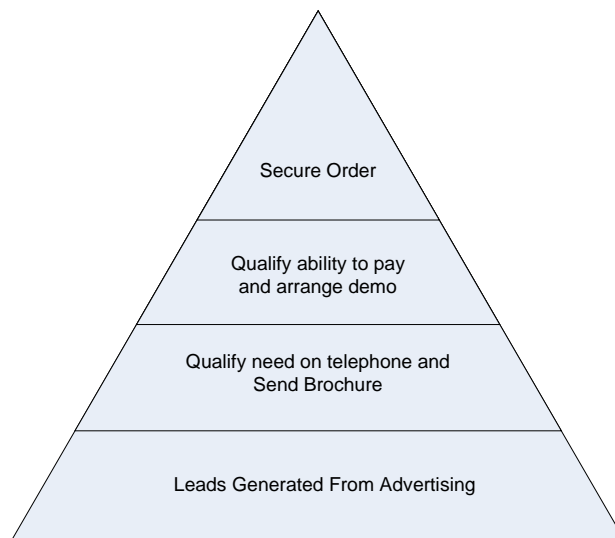 Secure Order
Qualify ability to pay
and arrange demo
Qualify need on telephone and
Send Brochure
Leads Generated From Advertising